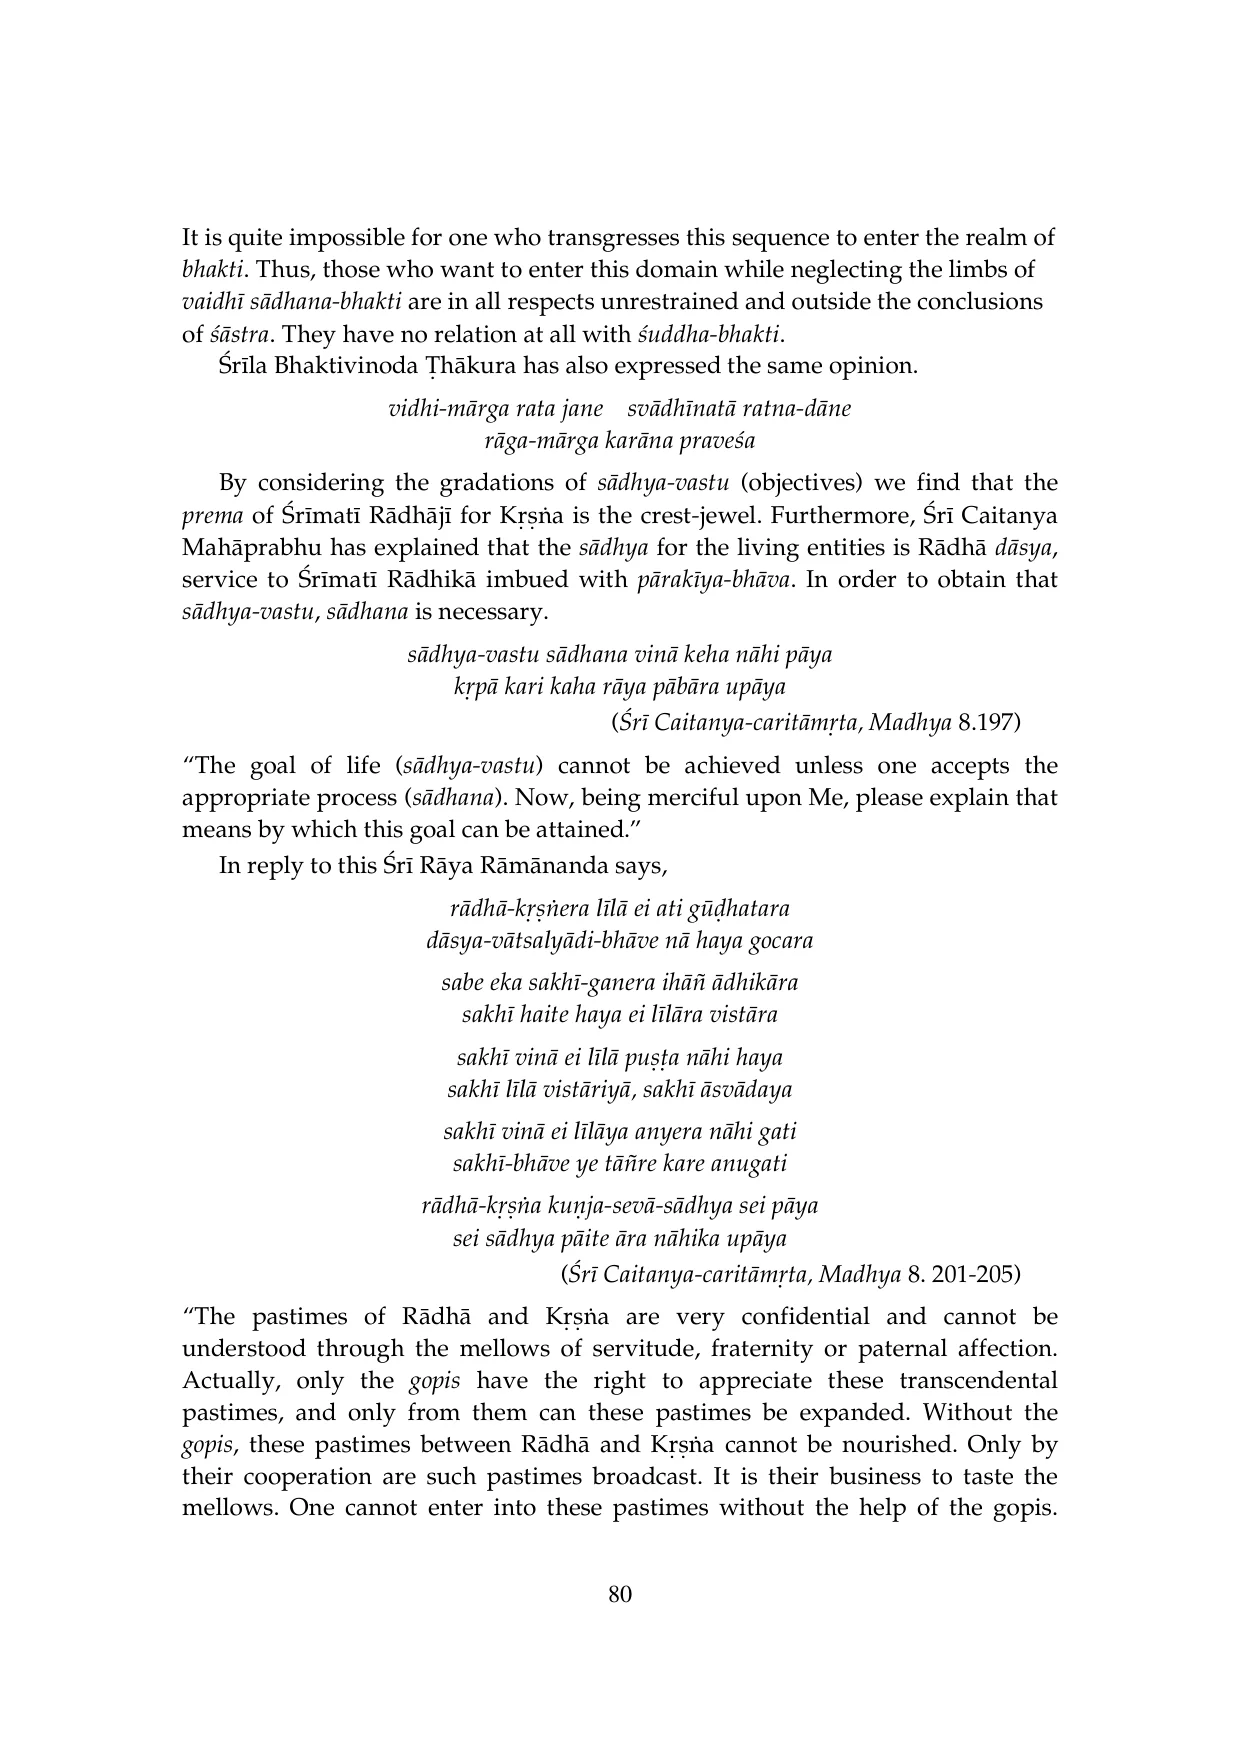 It is quite impossible for one who transgresses this sequence to enter the realm of
bhakti. Thus, those who want to enter this domain while neglecting the limbs of
vaidhī sādhana-bhakti are in all respects unrestrained and outside the conclusions
of śāstra. They have no relation at all with śuddha-bhakti.
Śrīla Bhaktivinoda Ṭhākura has also expressed the same opinion.
vidhi-mārga rata jane svādhīnatā ratna-dāne
rāga-mārga karāna praveśa
By considering the gradations of sādhya-vastu (objectives) we find that the
prema of Śrīmatī Rādhājī for Kṛṣṅa is the crest-jewel. Furthermore, Śrī Caitanya
Mahāprabhu has explained that the sādhya for the living entities is Rādhā dāsya,
service to Śrīmatī Rādhikā imbued with pārakīya-bhāva. In order to obtain that
sādhya-vastu, sādhana is necessary.
sādhya-vastu sādhana vinā keha nāhi pāya
kṛpā kari kaha rāya pābāra upāya
(Śrī Caitanya-caritāmṛta, Madhya 8.197)
“The goal of life (sādhya-vastu) cannot be achieved unless one accepts the
appropriate process (sādhana). Now, being merciful upon Me, please explain that
means by which this goal can be attained.”
In reply to this Śrī Rāya Rāmānanda says,
rādhā-kṛṣṅera līlā ei ati gūḍhatara
dāsya-vātsalyādi-bhāve nā haya gocara
sabe eka sakhī-ganera ihāñ ādhikāra
sakhī haite haya ei līlāra vistāra
sakhī vinā ei līlā puṣṭa nāhi haya
sakhī līlā vistāriyā, sakhī āsvādaya
sakhī vinā ei līlāya anyera nāhi gati
sakhī-bhāve ye tāñre kare anugati
rādhā-kṛṣṅa kuṇja-sevā-sādhya sei pāya
sei sādhya pāite āra nāhika upāya
(Śrī Caitanya-caritāmṛta, Madhya 8. 201-205)
“The pastimes of Rādhā and Kṛṣṅa are very confidential and cannot be
understood through the mellows of servitude, fraternity or paternal affection.
Actually, only the gopis have the right to appreciate these transcendental
pastimes, and only from them can these pastimes be expanded. Without the
gopis, these pastimes between Rādhā and Kṛṣṅa cannot be nourished. Only by
their cooperation are such pastimes broadcast. It is their business to taste the
mellows. One cannot enter into these pastimes without the help of the gopis.
80